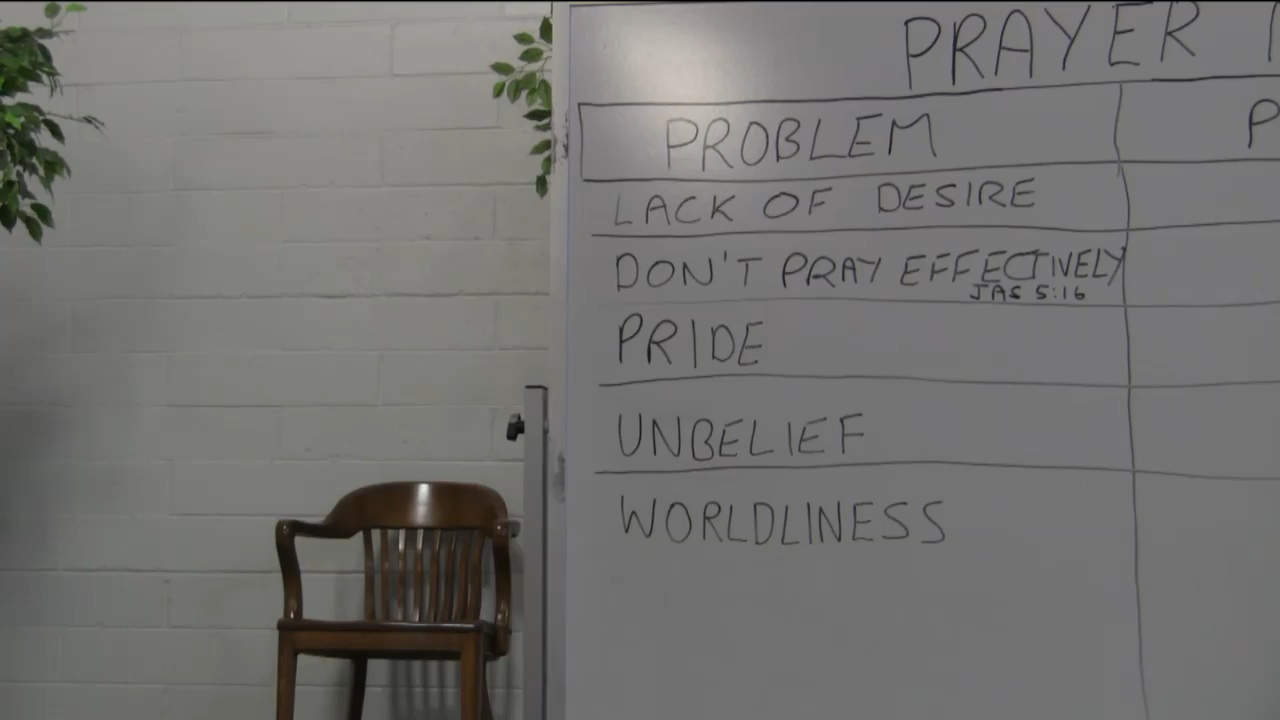 PRAYER
PROBLEM
P
LACK OF DESIRE
DON'T PRAY EFFECTIVELY
JAS 5:16
PRIDE
UNBELIEF
WORLDLINESS